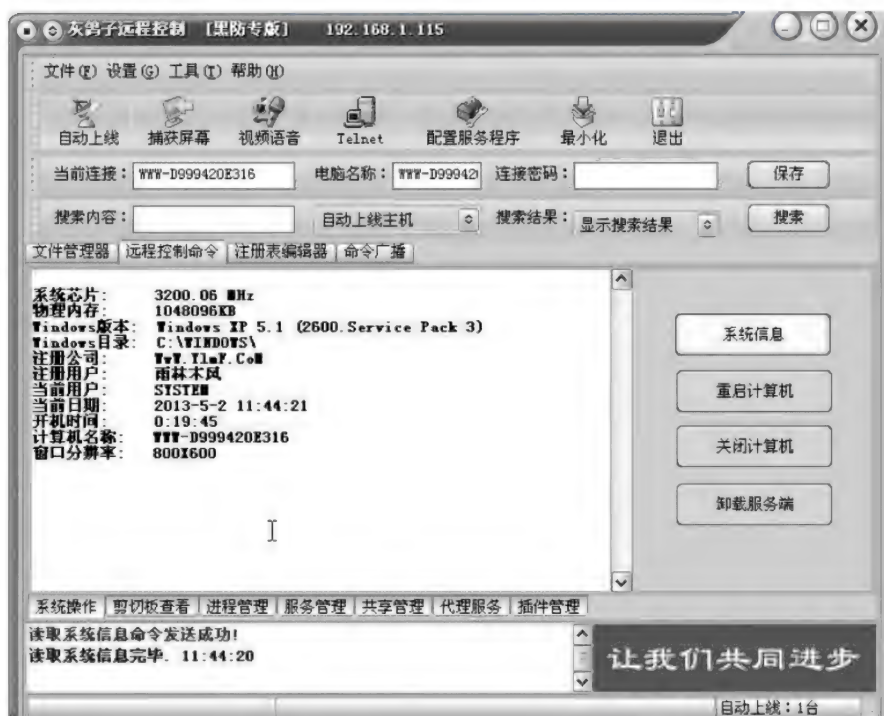 灰鸽子远程控制 [黑防专版] 192.168.1.115
文件(F) 设置(G) 工具(T) 帮助(H)
自动上线 捕获屏幕 视频语音 Telnet 配置服务程序 最小化 退出
当前连接: WWW-D999420E316 电脑名称: WWW-D99942 连接密码: 保存
搜索内容: 自动上线主机 搜索结果: 显示搜索结果 搜索
文件管理器 远程控制命令 注册表编辑器 命令广播
系统芯片: 3200.06 MHz
物理内存: 1048096KB
Windows版本: Windows XP 5.1 (2600.Service Pack 3)
Windows目录: C:\WINDOWS\
注册公司: WwW.YlmF.CoM
注册用户: 雨林木风
当前用户: SYSTEM
当前日期: 2013-5-2 11:44:21
开机时间: 0:19:45
计算机名称: WWW-D999420E316
窗口分辨率: 800X600
系统信息
重启计算机
关闭计算机
卸载服务端
系统操作 剪切板查看 进程管理 服务管理 共享管理 代理服务 插件管理
读取系统信息命令发送成功!
读取系统信息完毕. 11:44:20
让我们共同进步
自动上线: 1台